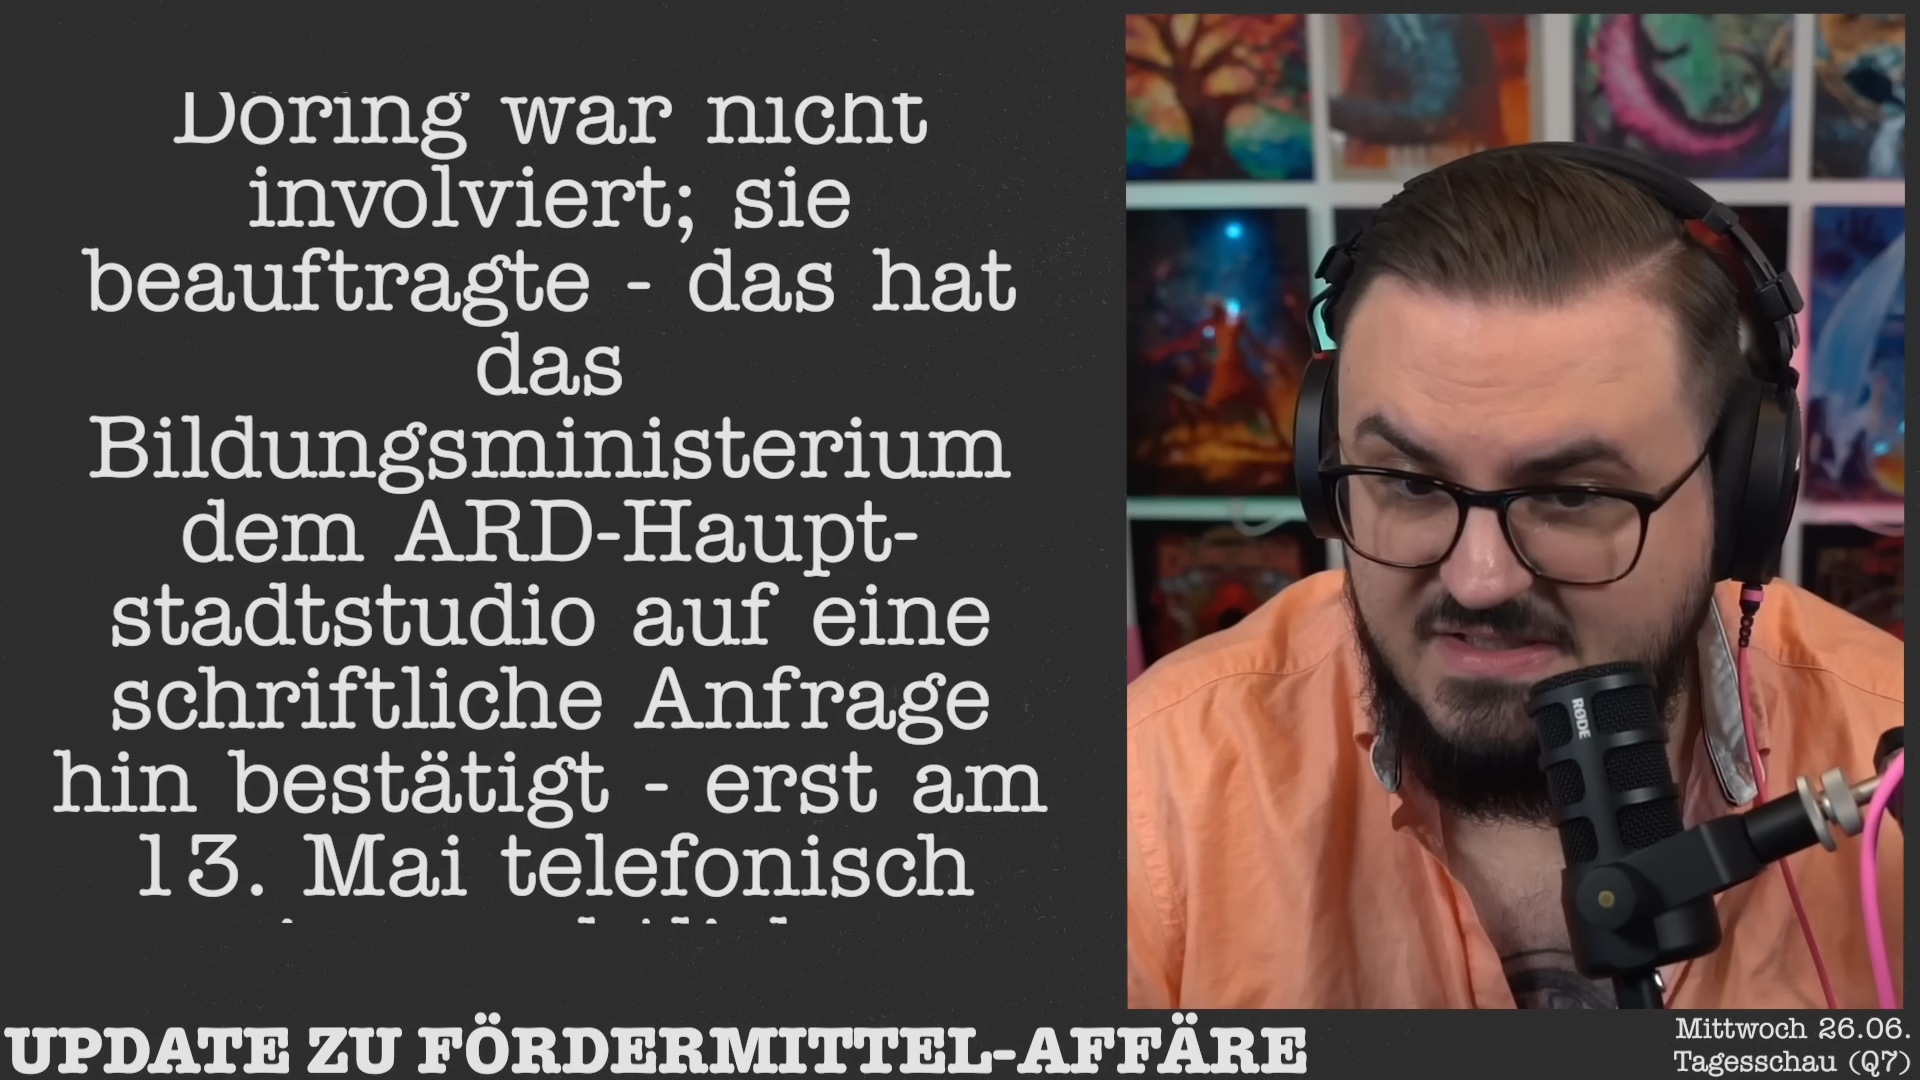 Döring war nicht
involviert; sie
beauftragte - das hat
das
Bildungsministerium
dem ARD-Haupt-
stadtstudio auf eine
schriftliche Anfrage
hin bestätigt - erst am
13. Mai telefonisch
RØDE
UPDATE ZU FÖRDERMITTEL-AFFÄRE
Mittwoch 26.06.
Tagesschau (Q7)